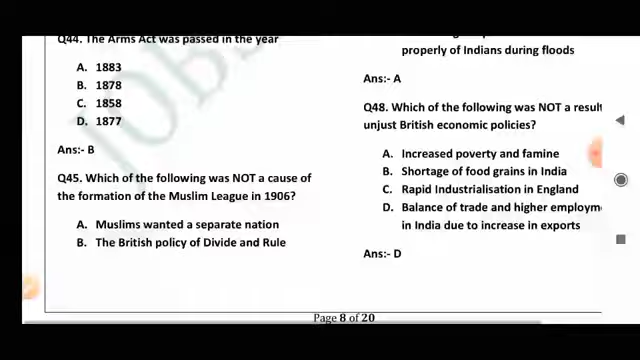 Q44. The Arms Act was passed in the year
A. 1883
B. 1878
C. 1858
D. 1877
Ans:- B
Q45. Which of the following was NOT a cause of
the formation of the Muslim League in 1906?
A. Muslims wanted a separate nation
B. The British policy of Divide and Rule
properly of Indians during floods
Ans:- A
Q48. Which of the following was NOT a result
unjust British economic policies?
A. Increased poverty and famine
B. Shortage of food grains in India
C. Rapid Industrialisation in England
D. Balance of trade and higher employm
in India due to increase in exports
Ans:- D
Page 8 of 20
JOBS